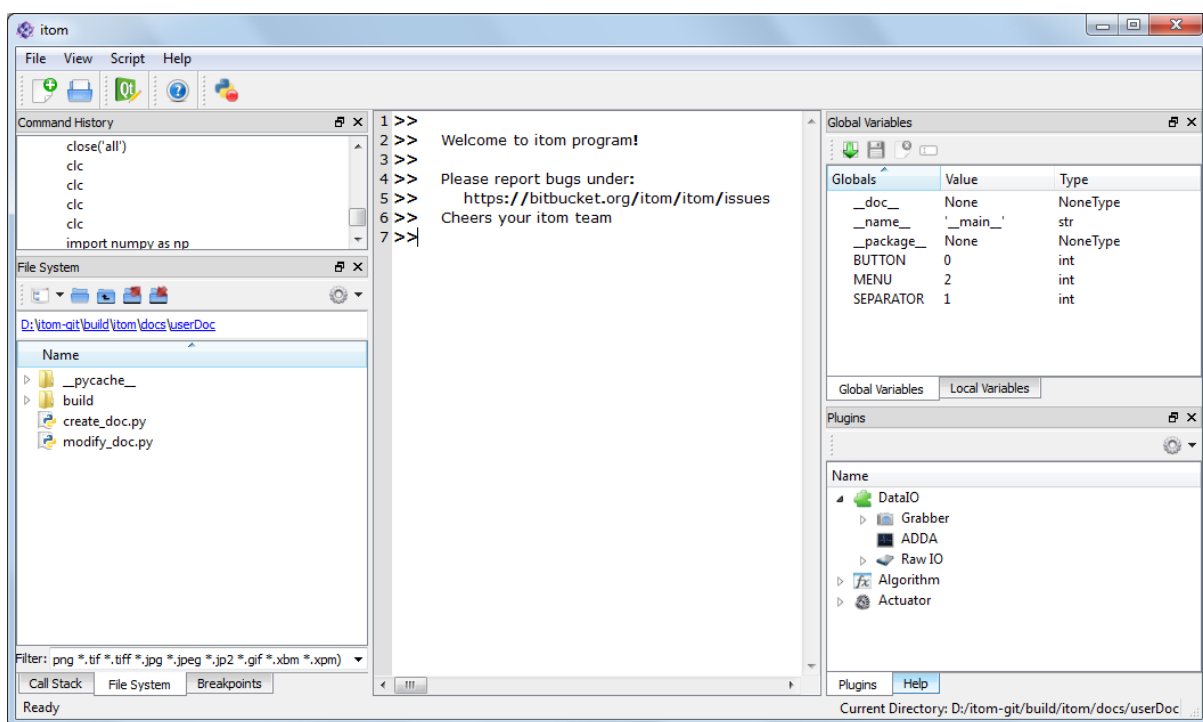 itom
File View Script Help
Command History
close('all')
clc
clc
clc
clc
import numpy as np
File System
D:\itom-git\build\itom\docs\userDoc
Name
__pycache__
build
create_doc.py
modify_doc.py
Filter: png *.tif *.tiff *.jpg *.jpeg *.jp2 *.gif *.xbm *.xpm)
Call Stack File System Breakpoints
1 >>
2 >> Welcome to itom program!
3 >>
4 >> Please report bugs under:
5 >> https://bitbucket.org/itom/itom/issues
6 >> Cheers your itom team
7 >>
Global Variables
Globals Value Type
__doc__ None NoneType
__name__ '__main__' str
__package__ None NoneType
BUTTON 0 int
MENU 2 int
SEPARATOR 1 int
Global Variables Local Variables
Plugins
Name
DataIO
Grabber
ADDA
Raw IO
fx Algorithm
Actuator
Plugins Help
Ready
Current Directory: D:/itom-git/build/itom/docs/userDoc